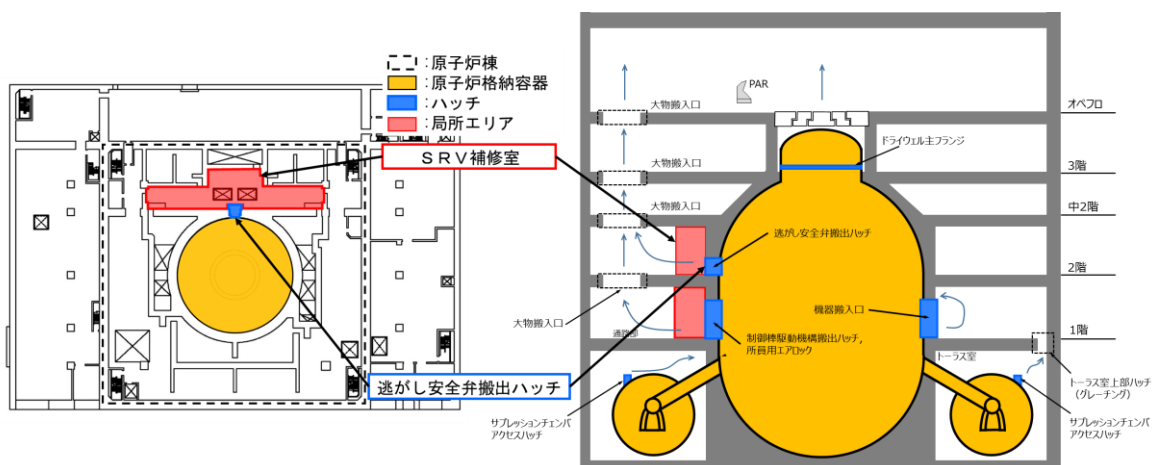 ：原子炉棟
：原子炉格納容器
：ハッチ
：局所エリア
ＳＲＶ補修室
逃がし安全弁搬出ハッチ
PAR
大物搬入口
オペフロ
ドライウェル主フランジ
大物搬入口
3階
大物搬入口
中2階
逃がし安全弁搬出ハッチ
2階
大物搬入口
機器搬入口
通路部
制御棒駆動機構搬出ハッチ，
所員用エアロック
1階
トーラス室
トーラス室上部ハッチ
（グレーチング）
サプレッションチェンバ
アクセスハッチ
サプレッションチェンバ
アクセスハッチ